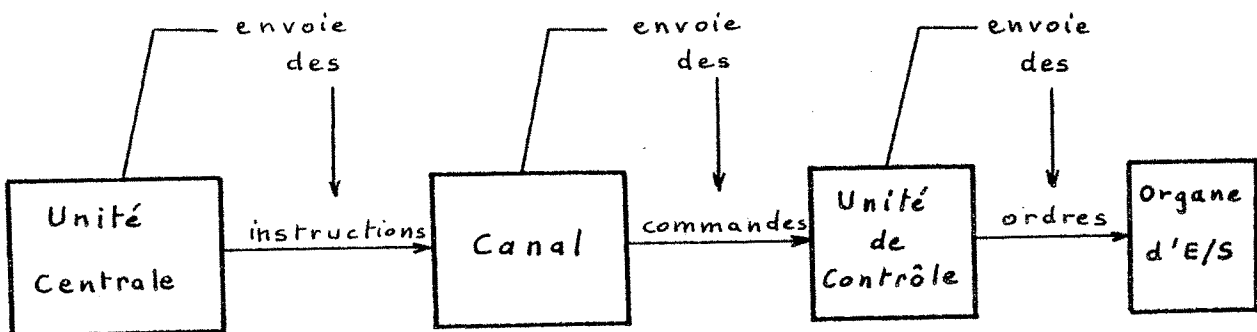 envoie
des
envoie
des
envoie
des
Unité
Centrale
instructions
Canal
commandes
Unité
de
Contrôle
ordres
Organe
d'E/S